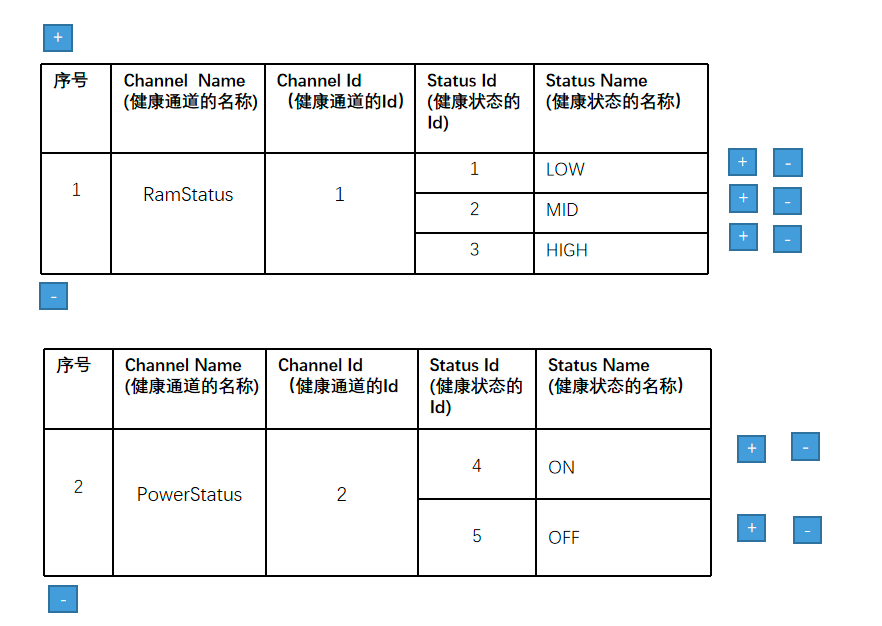 +
序号
Channel Name
(健康通道的名称)
Channel Id
（健康通道的Id）
Status Id
(健康状态的
Id)
Status Name
(健康状态的名称）
1
RamStatus
1
1
LOW
+ -
2
MID
+ -
3
HIGH
+ -
-
序号
Channel Name
(健康通道的名称)
Channel Id
（健康通道的Id
Status Id
(健康状态的
Id)
Status Name
(健康状态的名称）
2
PowerStatus
2
4
ON
+ -
5
OFF
+ -
-